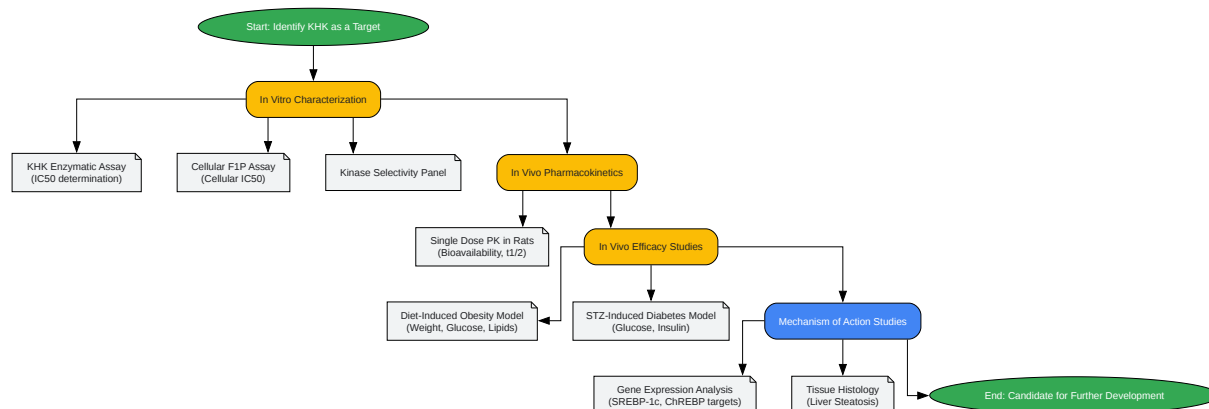 Start: Identify KHK as a Target
In Vitro Characterization
KHK Enzymatic Assay
(IC50 determination)
Cellular F1P Assay
(Cellular IC50)
Kinase Selectivity Panel
In Vivo Pharmacokinetics
Single Dose PK in Rats
(Bioavailability, t1/2)
In Vivo Efficacy Studies
Diet-Induced Obesity Model
(Weight, Glucose, Lipids)
STZ-Induced Diabetes Model
(Glucose, Insulin)
Mechanism of Action Studies
Gene Expression Analysis
(SREBP-1c, ChREBP targets)
Tissue Histology
(Liver Steatosis)
End: Candidate for Further Development